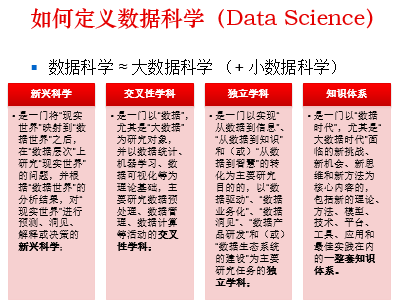 如何定义数据科学（Data Science）
▪ 数据科学 ≈ 大数据科学 （+ 小数据科学）
新兴科学
• 是一门将“现实
世界”映射到“数
据世界”之后，
在“数据层次”上
研究“现实世界”
的问题，并根
据“数据世界”的
分析结果，对“
现实世界”进行
预测、洞见、
解释或决策的
新兴科学；
交叉性学科
• 是一门以“数据”，
尤其是“大数据”
为研究对象，
并以数据统计、
机器学习、数
据可视化等为
理论基础，主
要研究数据预
处理、数据管
理、数据计算
等活动的交叉
性学科；
独立学科
• 是一门以实现“
从数据到信息”、
“从数据到知识”
和（或）“从数
据到智慧”的转
化为主要研究
目的的，以“数
据驱动”、“数据
业务化”、“数据
洞见”、“数据产
品研发”和（或）
“数据生态系统
的建设”为主要
研究任务的独
立学科。
知识体系
• 是一门以“数据
时代”，尤其是“
大数据时代”面
临的新挑战、
新机会、新思
维和新方法为
核心内容的，
包括新的理论、
方法、模型、
技术、平台、
工具、应用和
最佳实践在内
的一整套知识
体系。